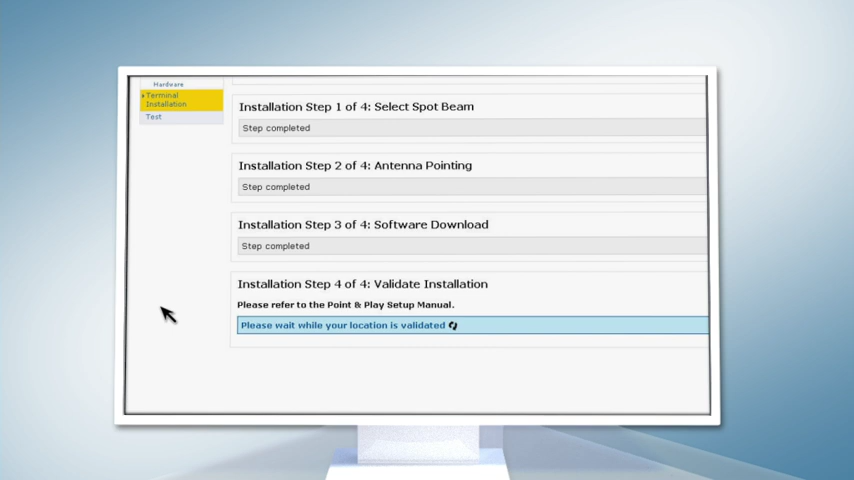 Hardware
Terminal
Installation
Test
Installation Step 1 of 4: Select Spot Beam
Step completed
Installation Step 2 of 4: Antenna Pointing
Step completed
Installation Step 3 of 4: Software Download
Step completed
Installation Step 4 of 4: Validate Installation
Please refer to the Point & Play Setup Manual.
Please wait while your location is validated